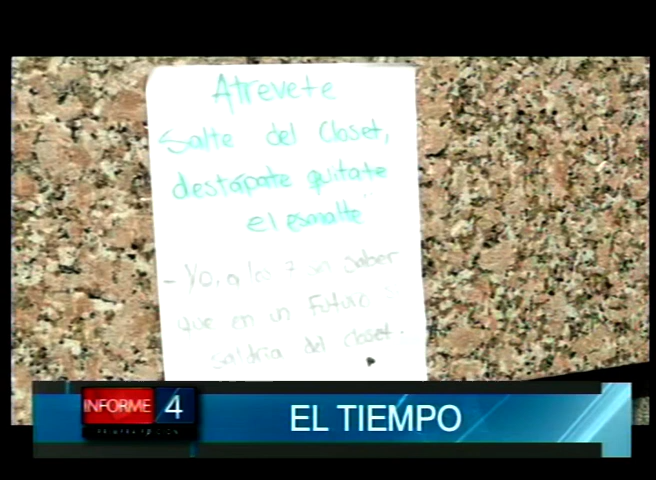 Atrevete
Salte del Closet,
destápate quitate
el esmalte"
- Yo, a los 7 sin saber
que en un Futuro
saldria del closet.
INFORME 4
EL TIEMPO